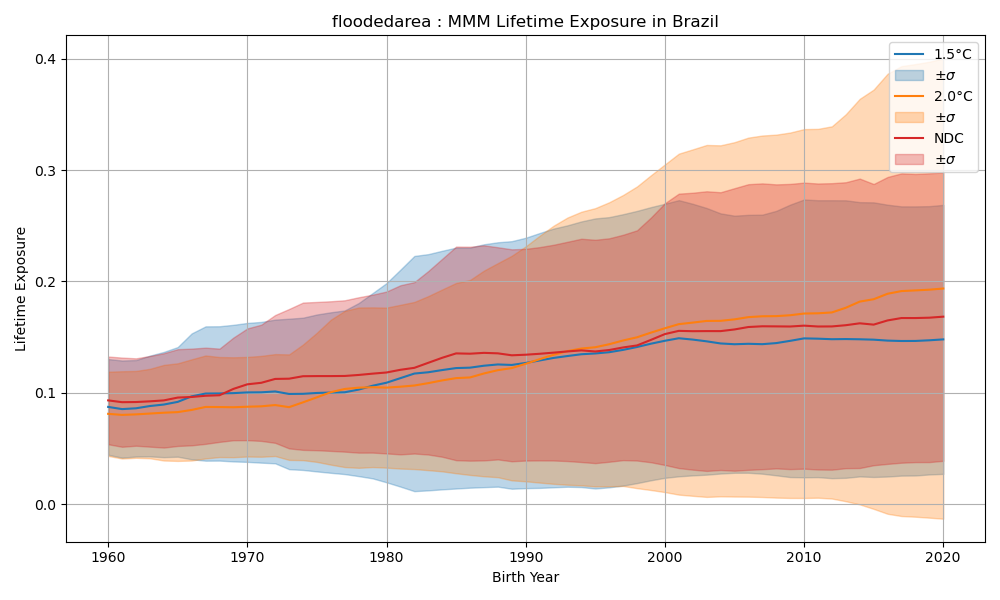 floodedarea : MMM Lifetime Exposure in Brazil
1.5°C
±σ
2.0°C
±σ
NDC
±σ
Lifetime Exposure
0.4
0.3
0.2
0.1
0.0
1960 1970 1980 1990 2000 2010 2020
Birth Year